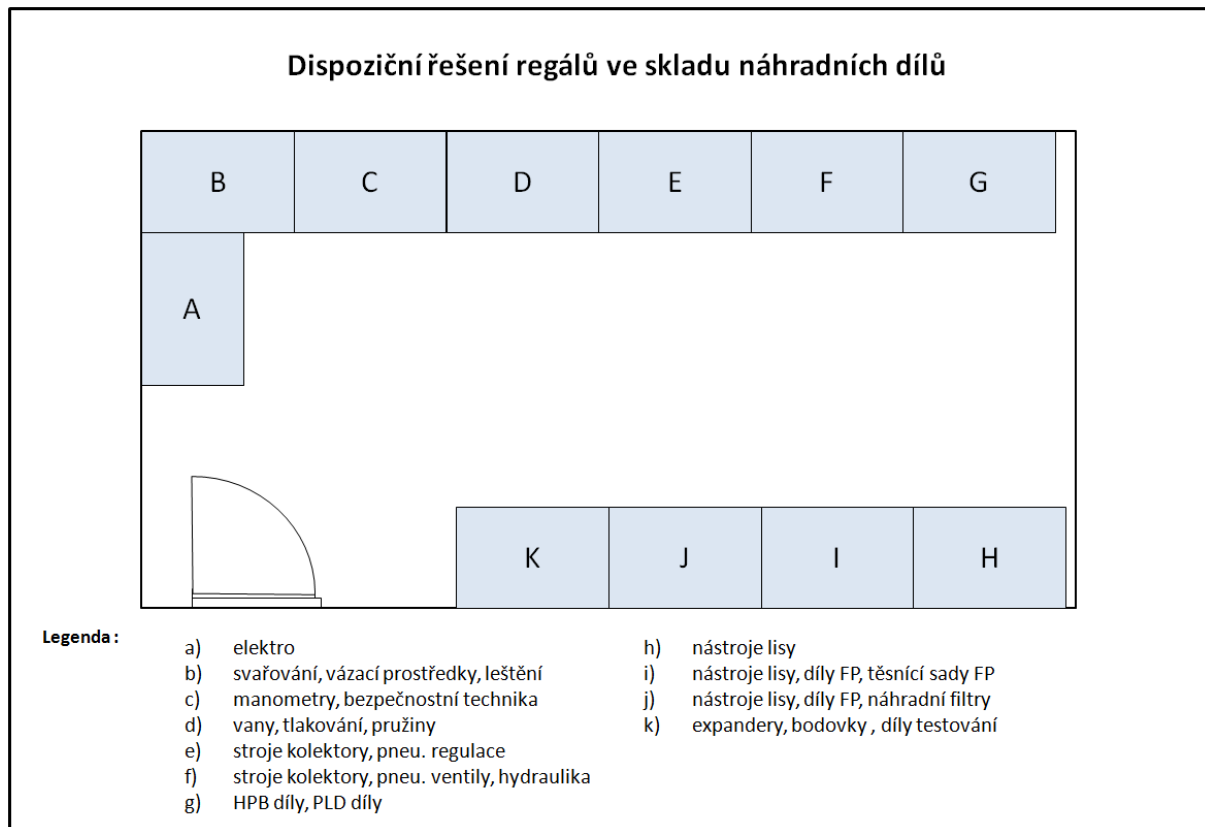 Dispoziční řešení regálů ve skladu náhradních dílů
B C D E F G
A
K J I H
Legenda :
a) elektro
b) svařování, vázací prostředky, leštění
c) manometry, bezpečnostní technika
d) vany, tlakování, pružiny
e) stroje kolektory, pneu. regulace
f) stroje kolektory, pneu. ventily, hydraulika
g) HPB díly, PLD díly
h) nástroje lisy
i) nástroje lisy, díly FP, těsnící sady FP
j) nástroje lisy, díly FP, náhradní filtry
k) expandery, bodovky , díly testování